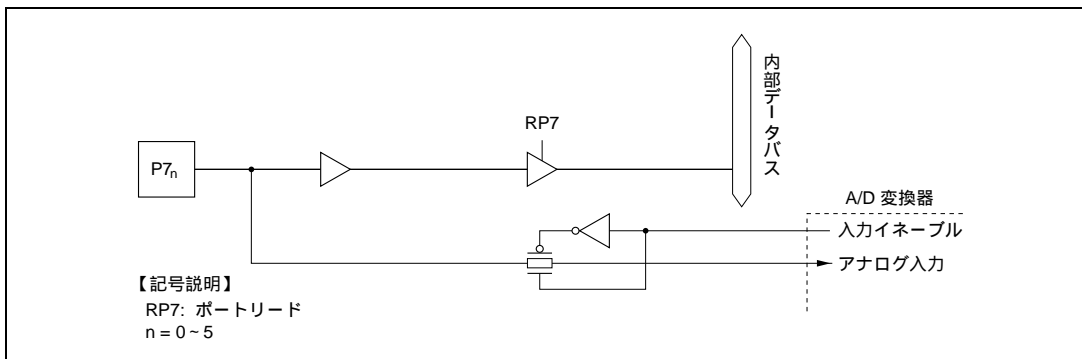 内部データバス
RP7
P7n
A/D 変換器
入力イネーブル
アナログ入力
【記号説明】
RP7: ポートリード
n = 0~5